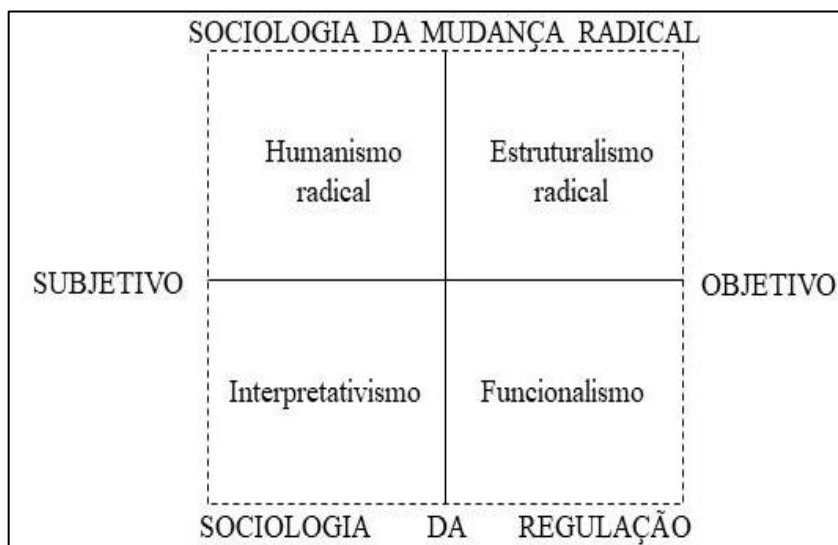 SOCIOLOGIA DA MUDANÇA RADICAL
Humanismo
radical
Estruturalismo
radical
SUBJETIVO
OBJETIVO
Interpretativismo
Funcionalismo
SOCIOLOGIA DA REGULAÇÃO